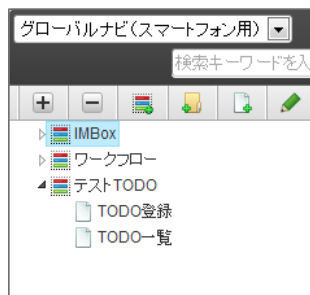 グローバルナビ(スマートフォン用)
検索キーワードを入
IMBox
ワークフロー
テストTODO
TODO登録
TODO一覧